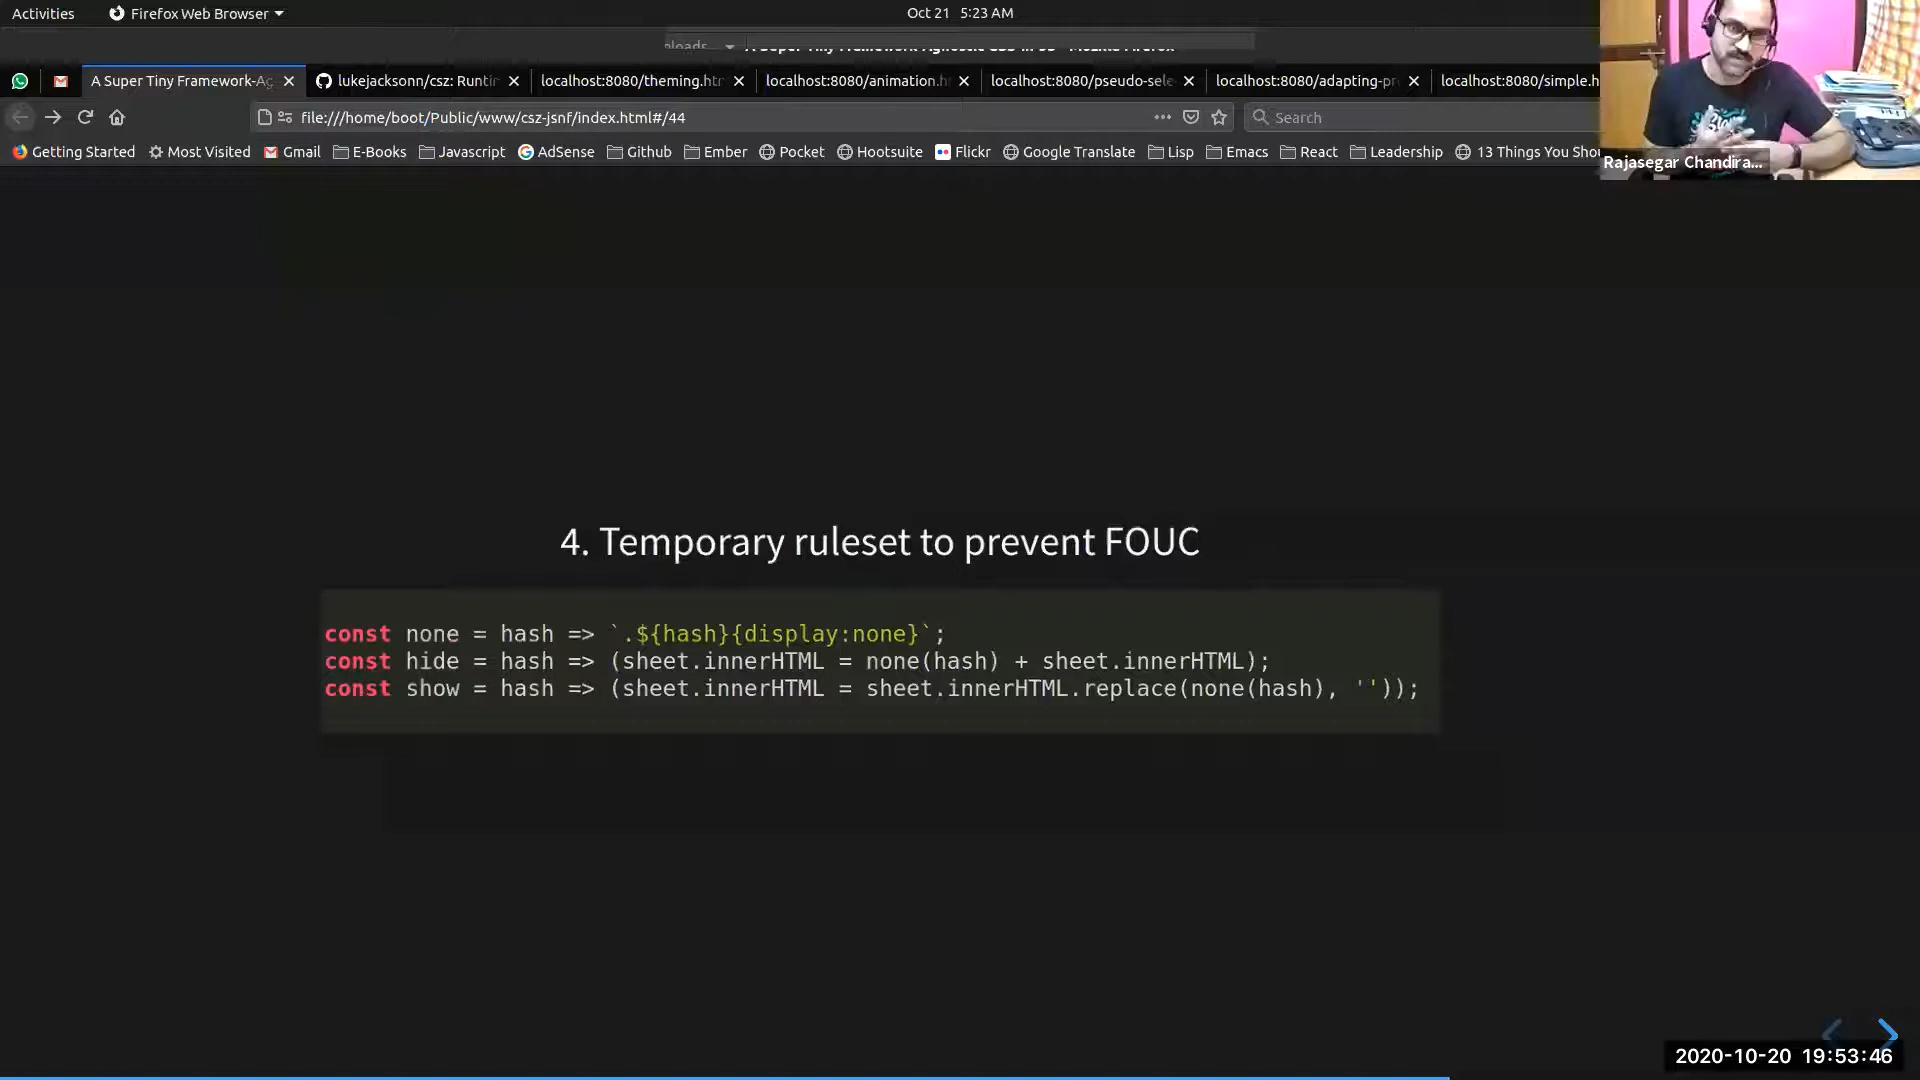 Activities
Firefox Web Browser
Oct 21 5:23 AM
A Super Tiny Framework-Ag
lukejacksonn/csz: Runti
localhost:8080/theming.ht
localhost:8080/animation.h
localhost:8080/pseudo-sele
localhost:8080/adapting-pr
localhost:8080/simple.h
file:///home/boot/Public/www/csz-jsnf/index.html#/44
Search
Getting Started
Most Visited
Gmail
E-Books
Javascript
AdSense
Github
Ember
Pocket
Hootsuite
Flickr
Google Translate
Lisp
Emacs
React
Leadership
13 Things You Shou
Rajasegar Chandira...
4. Temporary ruleset to prevent FOUC
const none = hash => `.${hash}{display:none}`;
const hide = hash => (sheet.innerHTML = none(hash) + sheet.innerHTML);
const show = hash => (sheet.innerHTML = sheet.innerHTML.replace(none(hash), ''));
2020-10-20 19:53:46